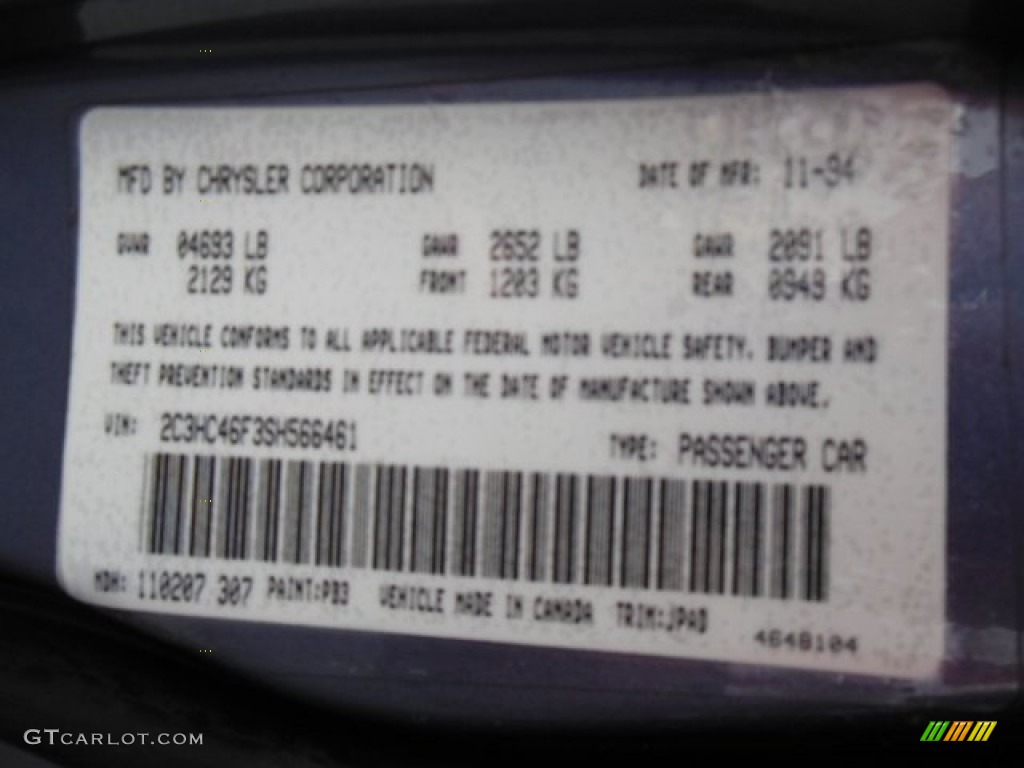 MFD BY CHRYSLER CORPORATION DATE OF MFR: 11-94
GVWR 04693 LB GAWR 2652 LB GAWR 2091 LB
2129 KG FRONT 1203 KG REAR 0949 KG
THIS VEHICLE CONFORMS TO ALL APPLICABLE FEDERAL MOTOR VEHICLE SAFETY, BUMPER AND
THEFT PREVENTION STANDARDS IN EFFECT ON THE DATE OF MANUFACTURE SHOWN ABOVE.
VIN: 2C3HC46F3SH566461 TYPE: PASSENGER CAR
MDH: 110207 307 PAINT:PB3 VEHICLE MADE IN CANADA TRIM:JPAD
4648104
GTCARLOT.COM